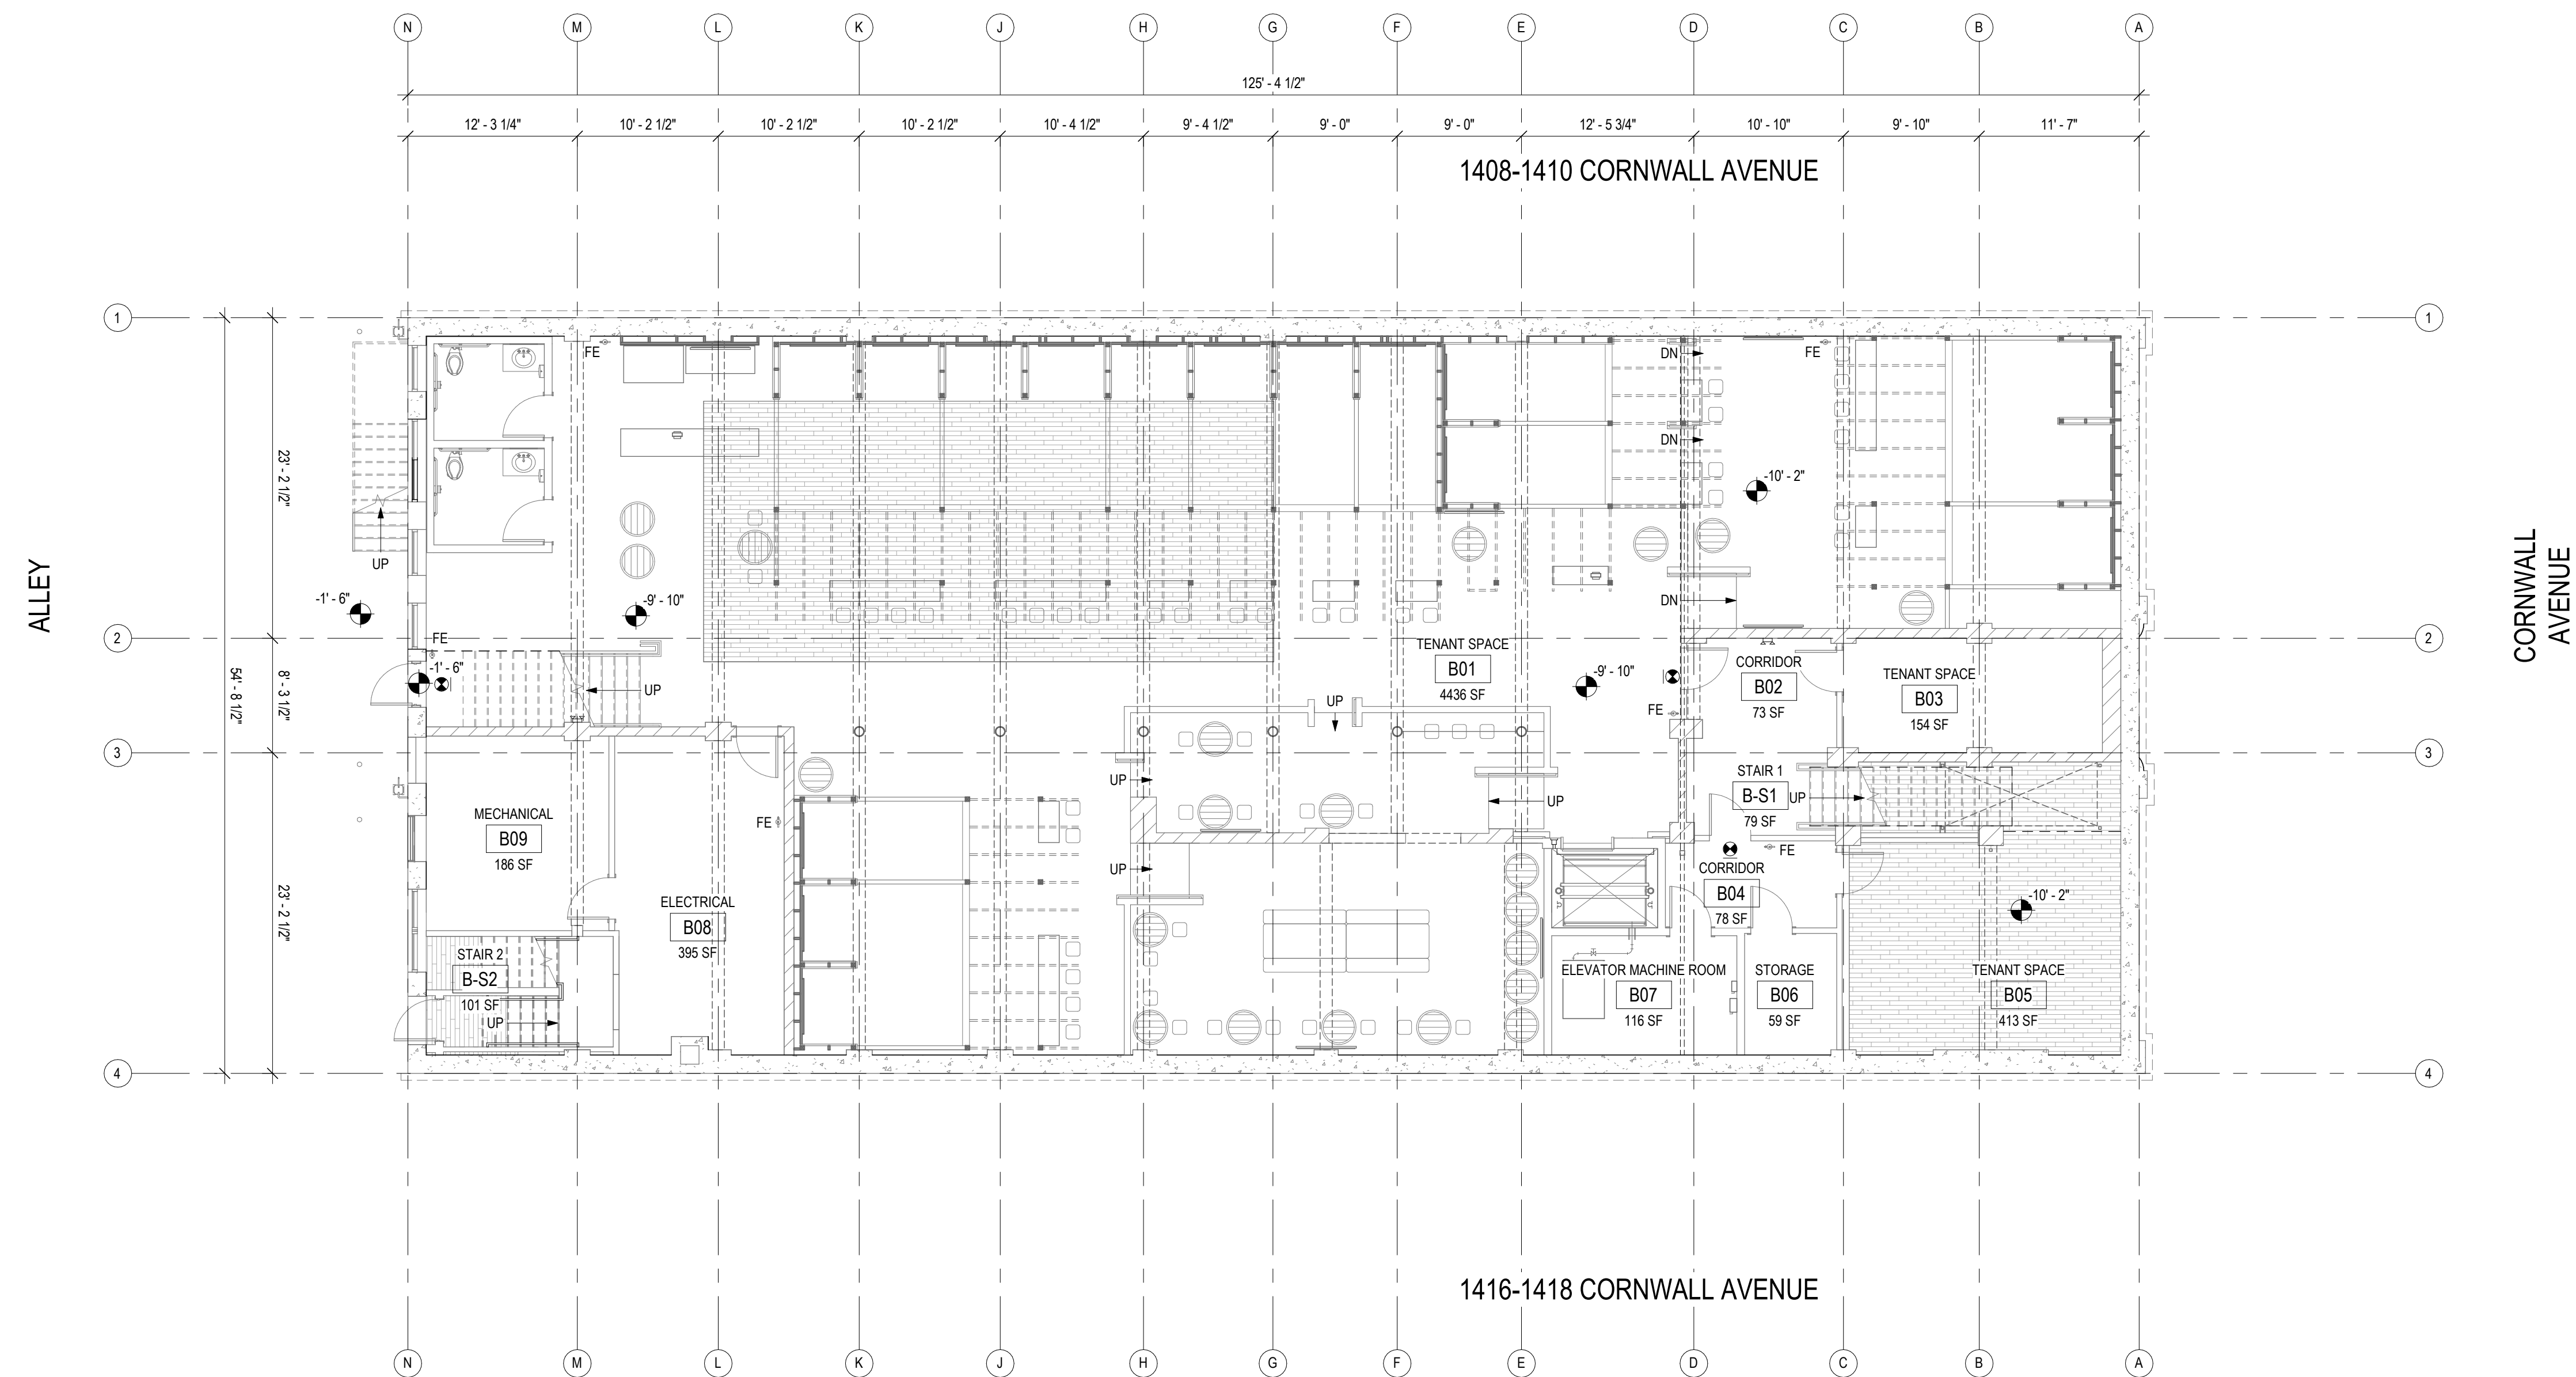 N M L K J H G F E D C B A
125' - 4 1/2"
12' - 3 1/4" 10' - 2 1/2" 10' - 2 1/2" 10' - 2 1/2" 10' - 4 1/2" 9' - 4 1/2" 9' - 0" 9' - 0" 12' - 5 3/4" 10' - 10" 9' - 10" 11' - 7"
1408-1410 CORNWALL AVENUE
1 1
FE DN FE
DN
23' - 2 1/2"
-10' - 2"
UP
ALLEY
CORNWALL
AVENUE
-1' - 6" -9' - 10" DN
2 FE 2
TENANT SPACE
B01
4436 SF
-1' - 6" UP
-9' - 10"
CORRIDOR
B02
73 SF
TENANT SPACE
B03
154 SF
54' - 8 1/2"
8' - 3 1/2"
UP FE
3 3
UP
STAIR 1
B-S1 UP
79 SF
UP
MECHANICAL
B09
186 SF
FE
UP
FE
CORRIDOR
B04
78 SF
23' - 2 1/2"
ELECTRICAL
B08
395 SF
-10' - 2"
STAIR 2
B-S2
101 SF
UP
ELEVATOR MACHINE ROOM
B07
116 SF
STORAGE
B06
59 SF
TENANT SPACE
B05
413 SF
4 4
1416-1418 CORNWALL AVENUE
N M L K J H G F E D C B A